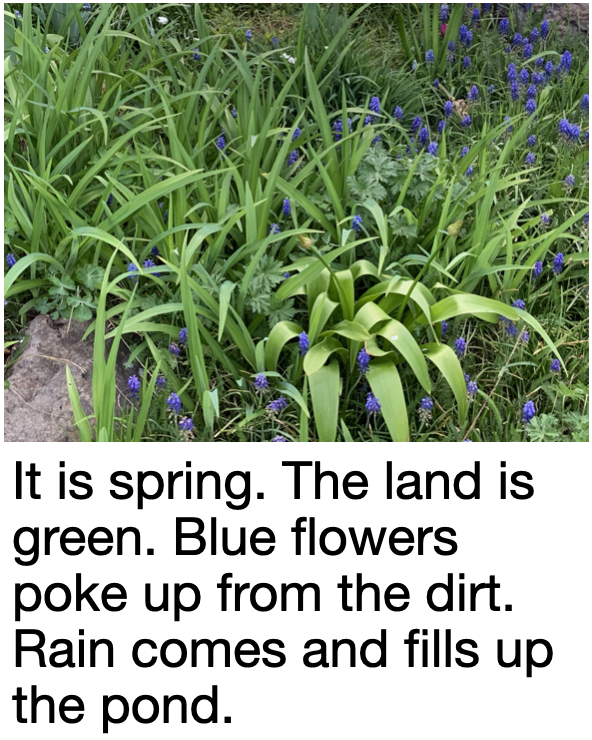 It is spring. The land is
green. Blue flowers
poke up from the dirt.
Rain comes and fills up
the pond.